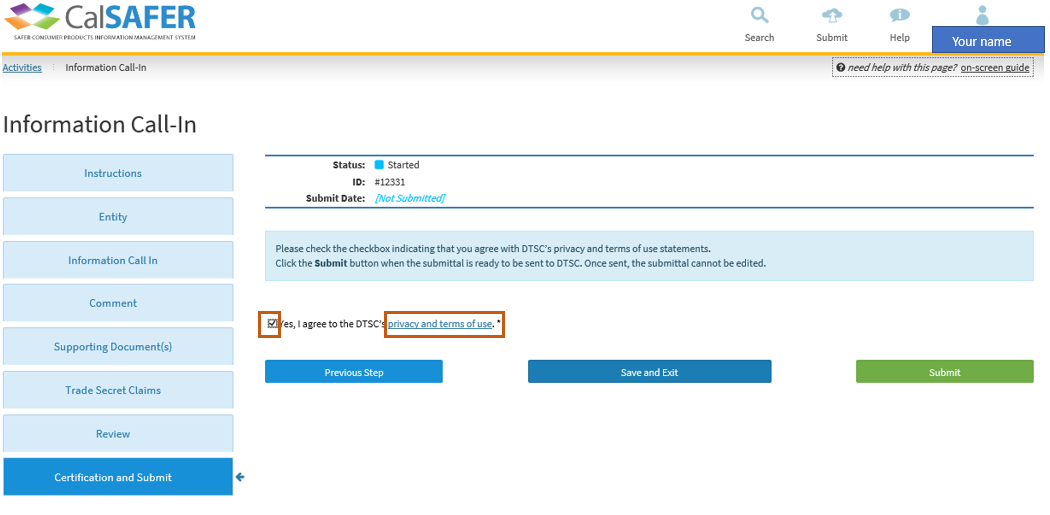 CalSAFER
SAFER CONSUMER PRODUCTS INFORMATION MANAGEMENT SYSTEM
Search
Submit
Help
Your name
Activities
Information Call-In
need help with this page? on-screen guide
Information Call-In
Instructions
Entity
Information Call In
Comment
Supporting Document(s)
Trade Secret Claims
Review
Certification and Submit
Status: Started
ID: #12331
Submit Date: [Not Submitted]
Please check the checkbox indicating that you agree with DTSC's privacy and terms of use statements.
Click the Submit button when the submittal is ready to be sent to DTSC. Once sent, the submittal cannot be edited.
Yes, I agree to the DTSC's privacy and terms of use. *
Previous Step
Save and Exit
Submit